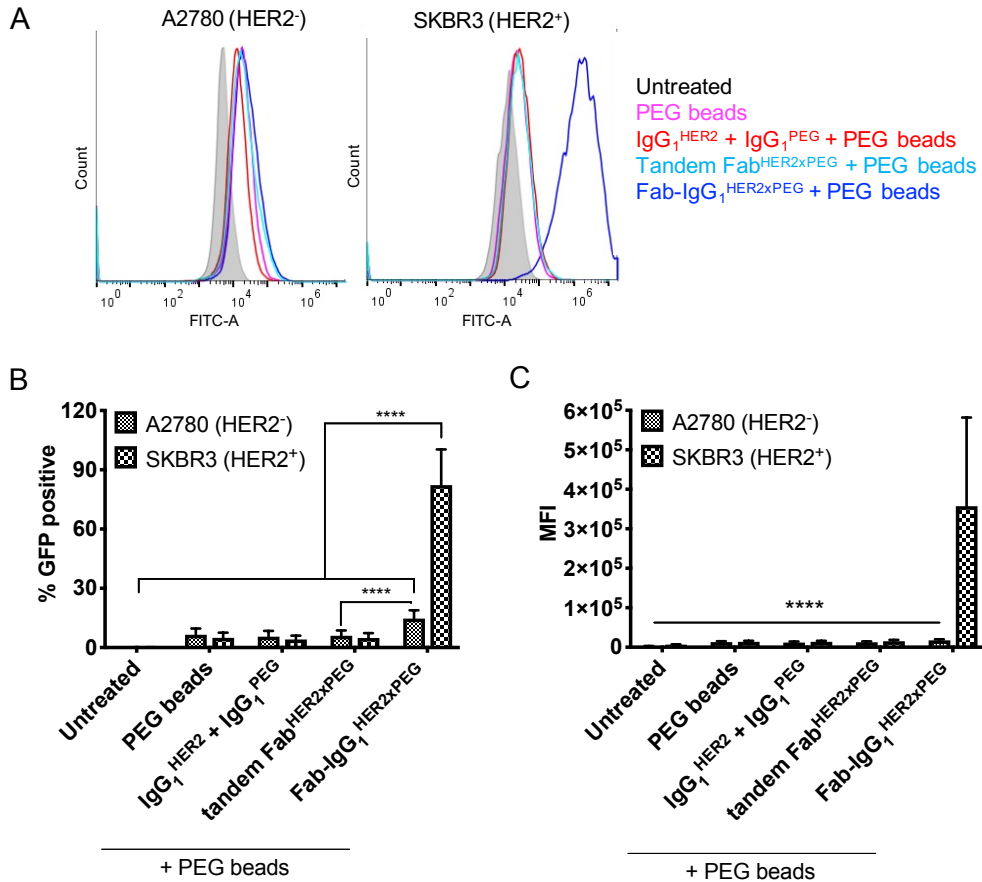 A
A2780 (HER2⁻)
SKBR3 (HER2⁺)
Count
10⁰ 10² 10⁴ 10⁶
FITC-A
Count
10⁰ 10² 10⁴ 10⁶
FITC-A
Untreated
PEG beads
IgG₁ᴴᴱᴿ² + IgG₁ᴾᴱᴳ + PEG beads
Tandem Fabᴴᴱᴿ²ˣᴾᴱᴳ + PEG beads
Fab-IgG₁ᴴᴱᴿ²ˣᴾᴱᴳ + PEG beads
B
% GFP positive
120
90
60
30
0
A2780 (HER2⁻)
SKBR3 (HER2⁺)
****
****
Untreated
PEG beads
IgG₁ᴴᴱᴿ² + IgG₁ᴾᴱᴳ
tandem Fabᴴᴱᴿ²ˣᴾᴱᴳ
Fab-IgG₁ᴴᴱᴿ²ˣᴾᴱᴳ
+ PEG beads
C
MFI
6×10⁵
5×10⁵
4×10⁵
3×10⁵
2×10⁵
1×10⁵
0
A2780 (HER2⁻)
SKBR3 (HER2⁺)
****
Untreated
PEG beads
IgG₁ᴴᴱᴿ² + IgG₁ᴾᴱᴳ
tandem Fabᴴᴱᴿ²ˣᴾᴱᴳ
Fab-IgG₁ᴴᴱᴿ²ˣᴾᴱᴳ
+ PEG beads